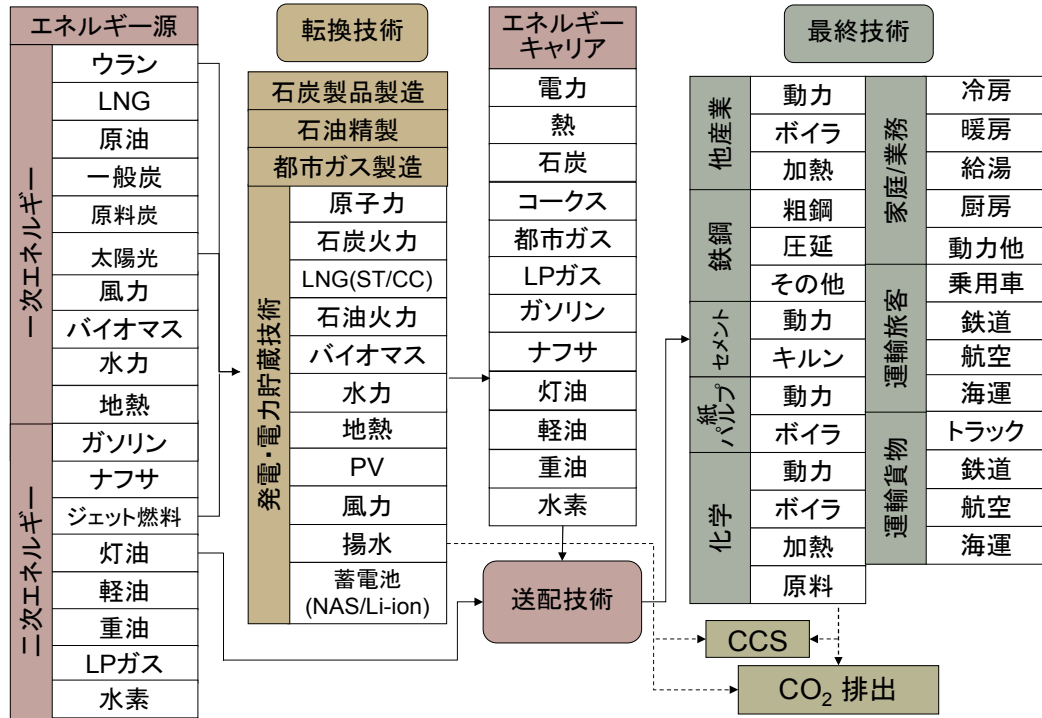 エネルギー源
一次エネルギー
ウラン
LNG
原油
一般炭
原料炭
太陽光
風力
バイオマス
水力
地熱
二次エネルギー
ガソリン
ナフサ
ジェット燃料
灯油
軽油
重油
LPガス
水素
転換技術
石炭製品製造
石油精製
都市ガス製造
発電・電力貯蔵技術
原子力
石炭火力
LNG(ST/CC)
石油火力
バイオマス
水力
地熱
PV
風力
揚水
蓄電池
(NAS/Li-ion)
エネルギー
キャリア
電力
熱
石炭
コークス
都市ガス
LPガス
ガソリン
ナフサ
灯油
軽油
重油
水素
送配技術
最終技術
他産業
動力
ボイラ
加熱
鉄鋼
粗鋼
圧延
その他
セメント
動力
キルン
紙
パルプ
動力
ボイラ
化学
動力
ボイラ
加熱
原料
家庭/業務
冷房
暖房
給湯
厨房
動力他
運輸旅客
乗用車
鉄道
航空
海運
運輸貨物
トラック
鉄道
航空
海運
CCS
CO₂ 排出